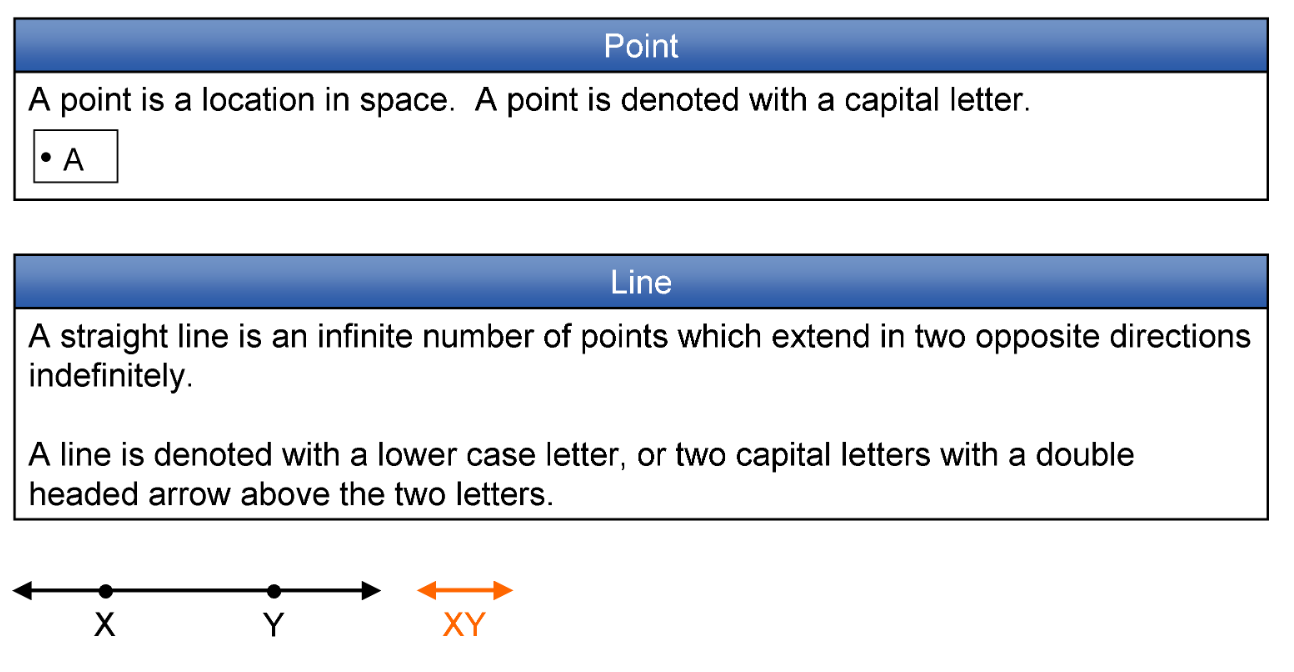 Point
A point is a location in space.  A point is denoted with a capital letter.
• A
Line
A straight line is an infinite number of points which extend in two opposite directions
indefinitely.
A line is denoted with a lower case letter, or two capital letters with a double
headed arrow above the two letters.
X Y XY